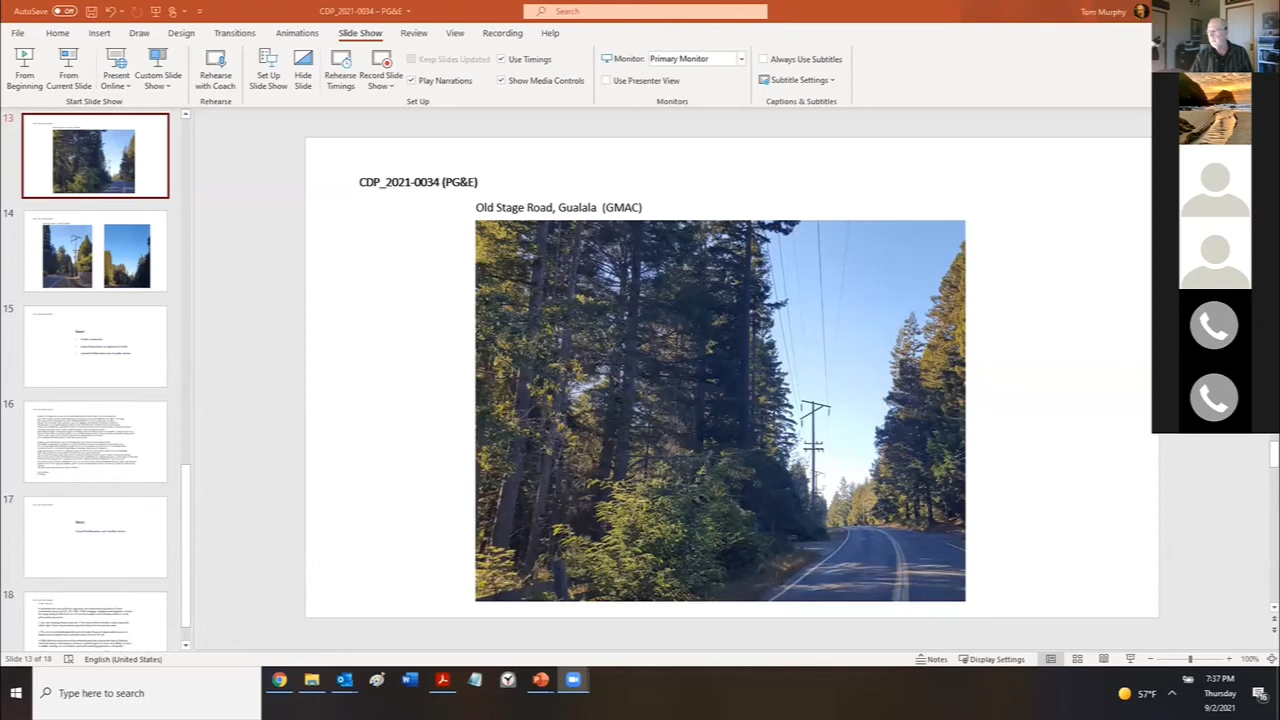 AutoSave Off CDP_2021-0034 – PG&E Search Tom Murphy
File Home Insert Draw Design Transitions Animations Slide Show Review View Recording Help
From Beginning
From Current Slide
Present Online
Custom Slide Show
Start Slide Show
Rehearse with Coach
Rehearse
Set Up Slide Show
Hide Slide
Rehearse Timings
Record Slide Show
Keep Slides Updated
Play Narrations
Use Timings
Show Media Controls
Set Up
Monitor: Primary Monitor
Use Presenter View
Monitors
Always Use Subtitles
Subtitle Settings
Captions & Subtitles
13
14
15
16
17
18
CDP_2021-0034 (PG&E)
Old Stage Road, Gualala (GMAC)
Slide 13 of 18 English (United States) Notes Display Settings 100%
Type here to search
57°F
7:37 PM
Thursday
9/2/2021